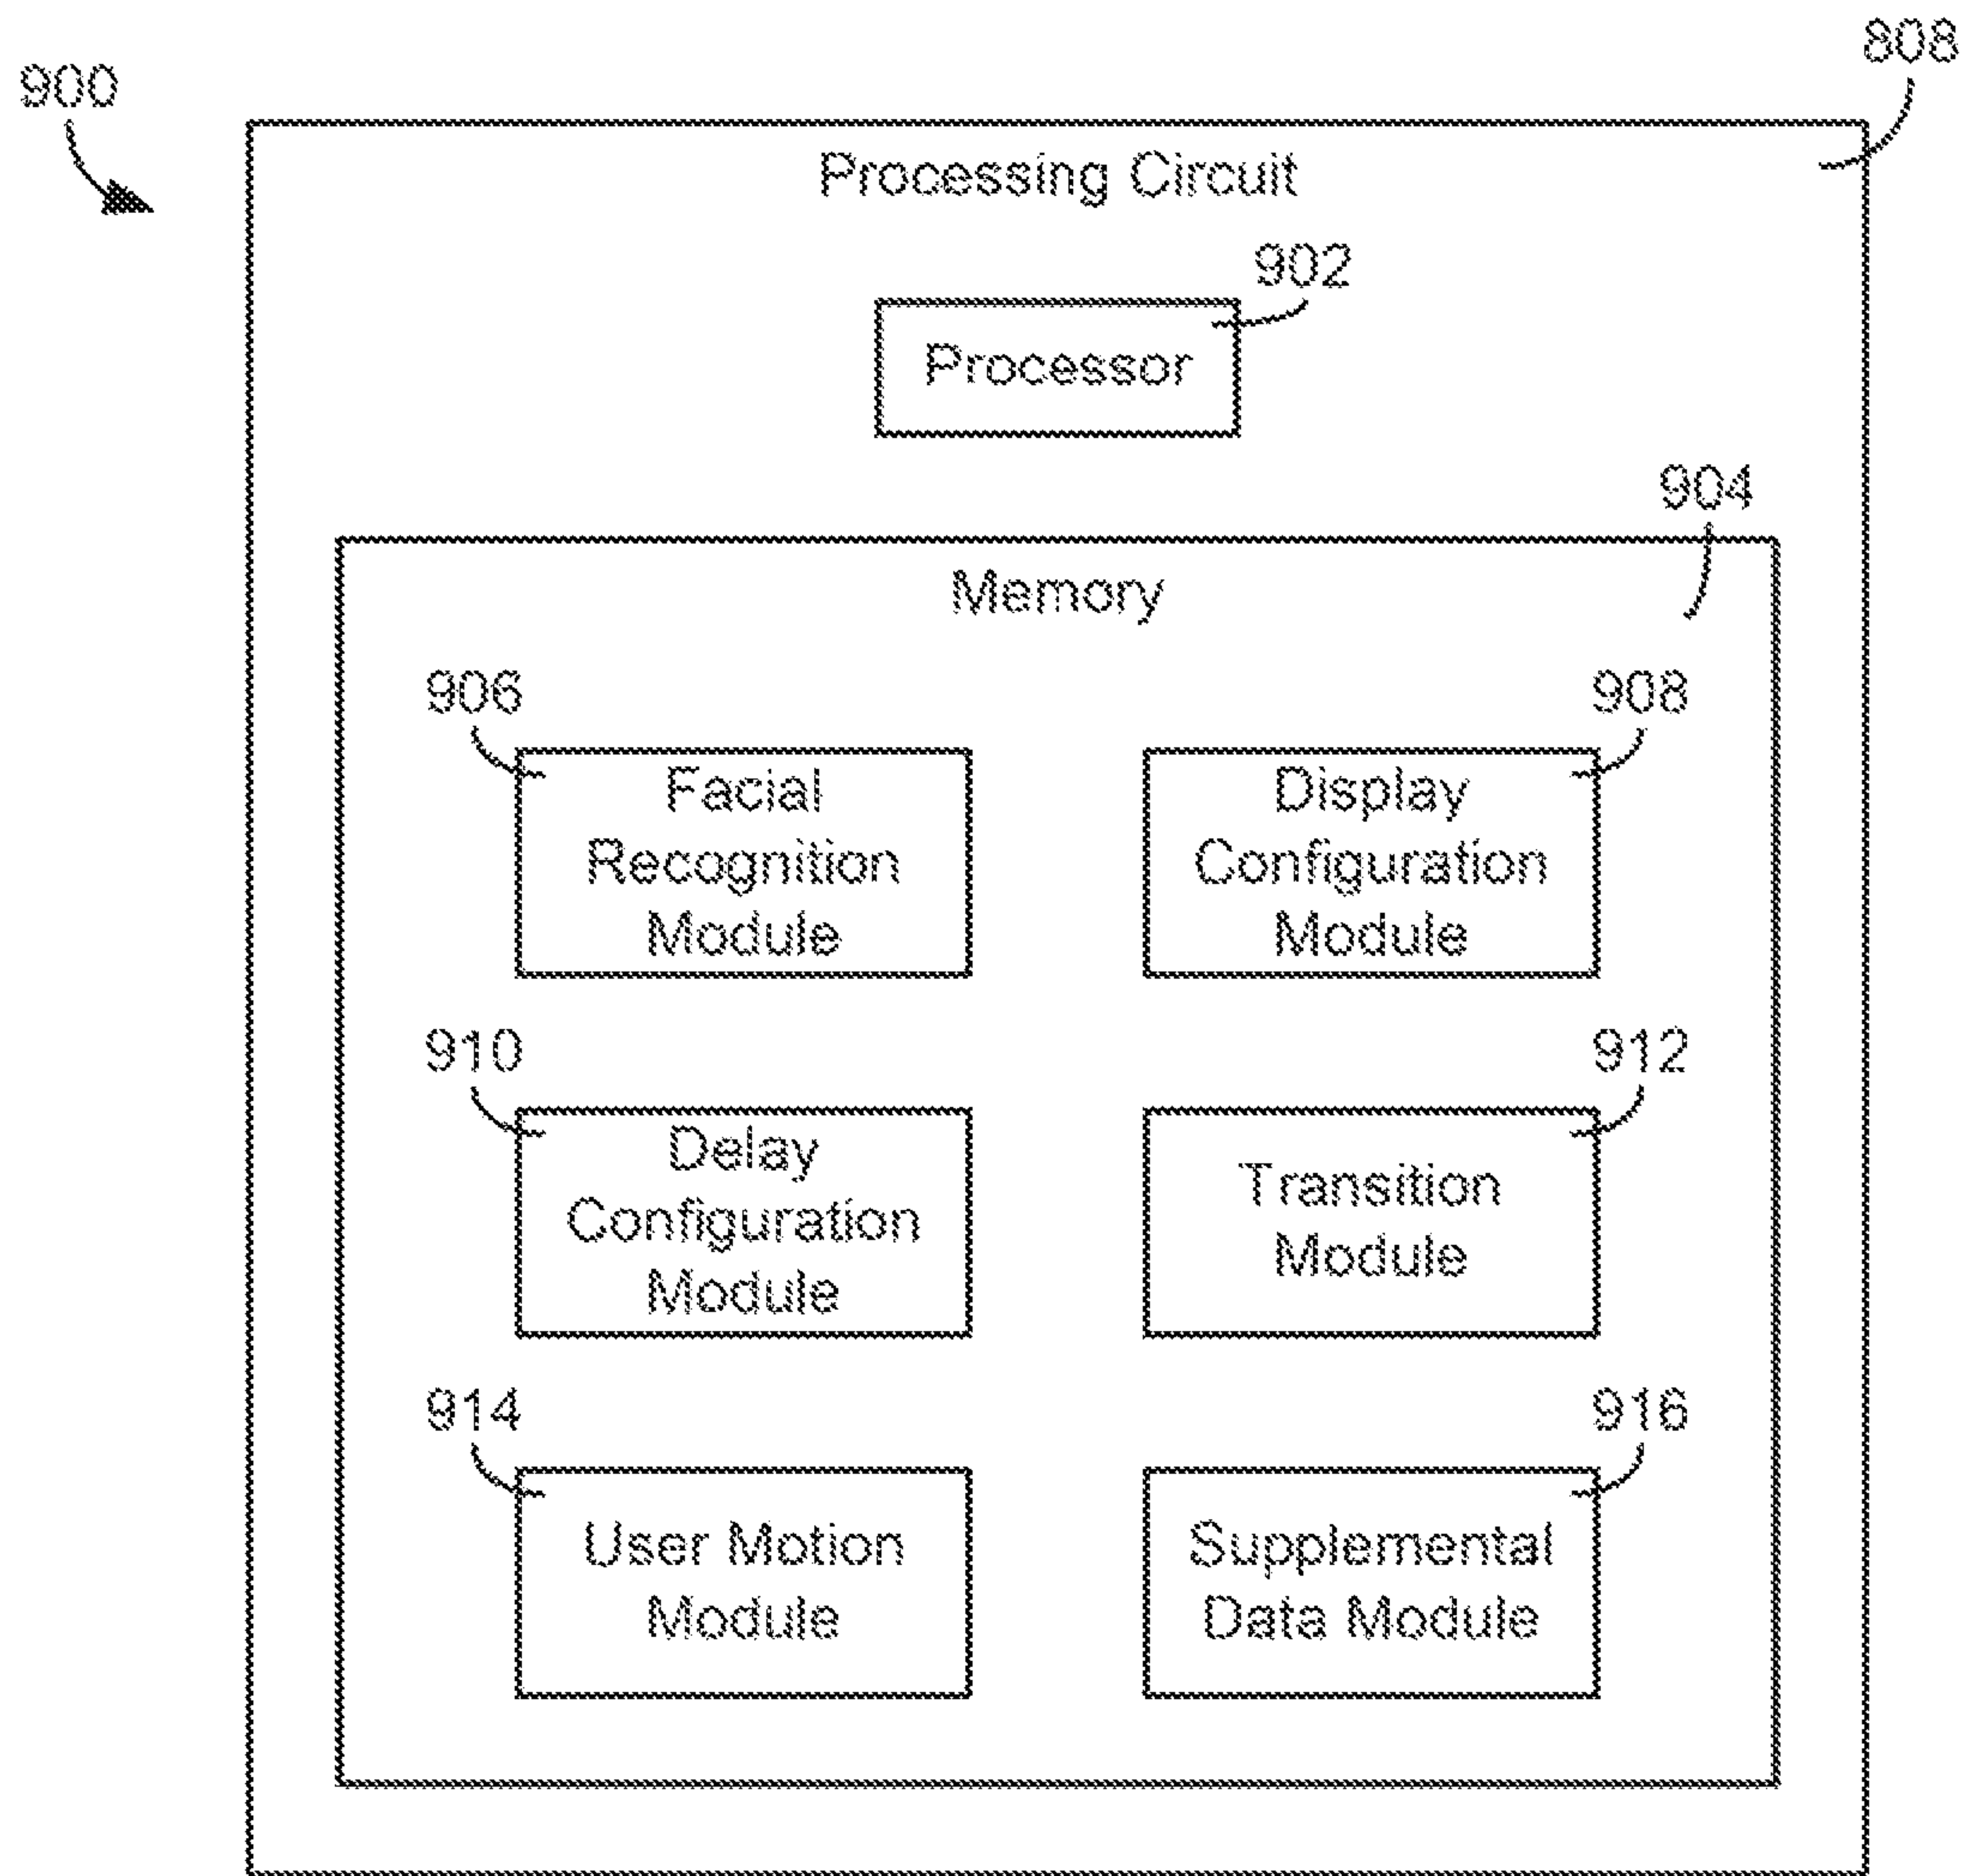 900
808
Processing Circuit
902
Processor
904
Memory
906
Facial
Recognition
Module
908
Display
Configuration
Module
910
Delay
Configuration
Module
912
Transition
Module
914
User Motion
Module
916
Supplemental
Data Module